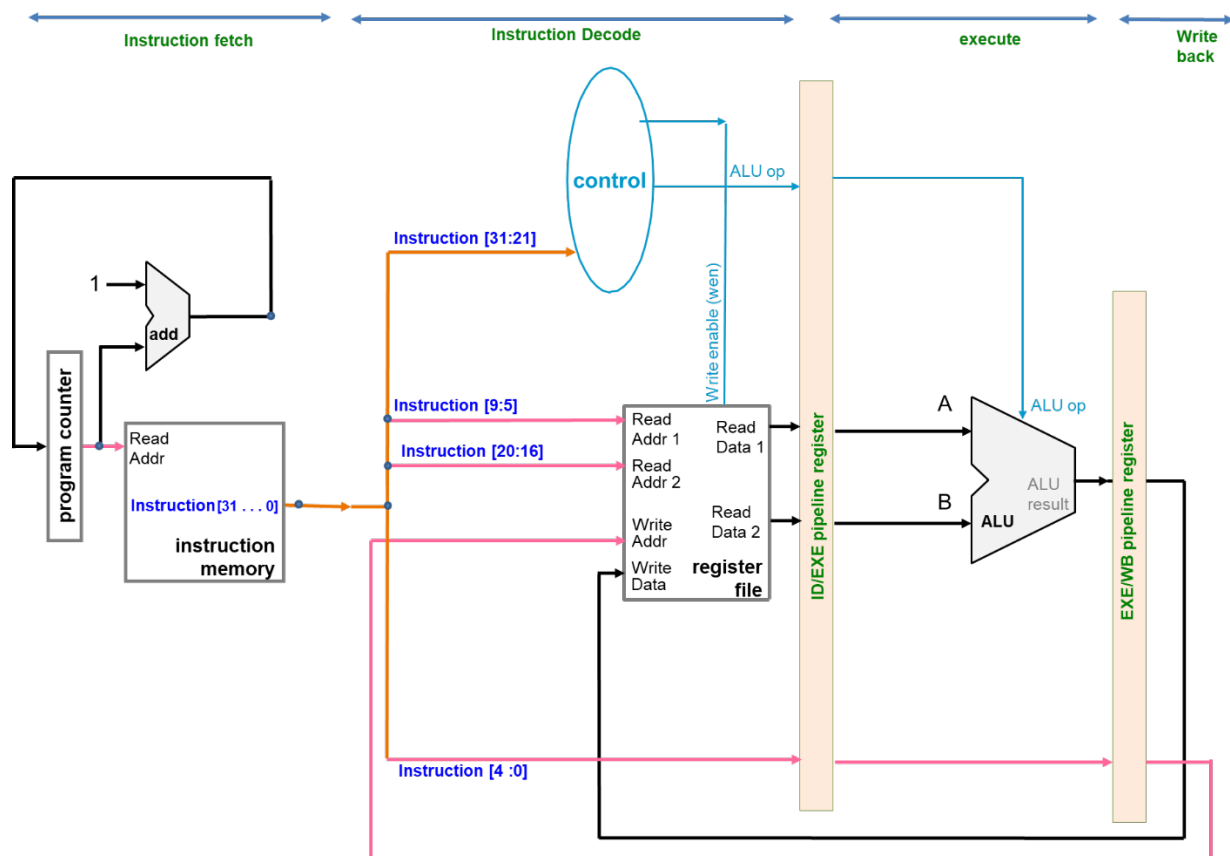 Instruction fetch
Instruction Decode
execute
Write
back
control
ALU op
Instruction [31:21]
1
add
Write enable (wen)
program counter
Read
Addr
Instruction[31 . . . 0]
instruction
memory
Instruction [9:5]
Instruction [20:16]
Read
Addr 1
Read
Addr 2
Write
Addr
Write
Data
Read
Data 1
Read
Data 2
register
file
ID/EXE pipeline register
A
B
ALU op
ALU
result
ALU
EXE/WB pipeline register
Instruction [4 :0]